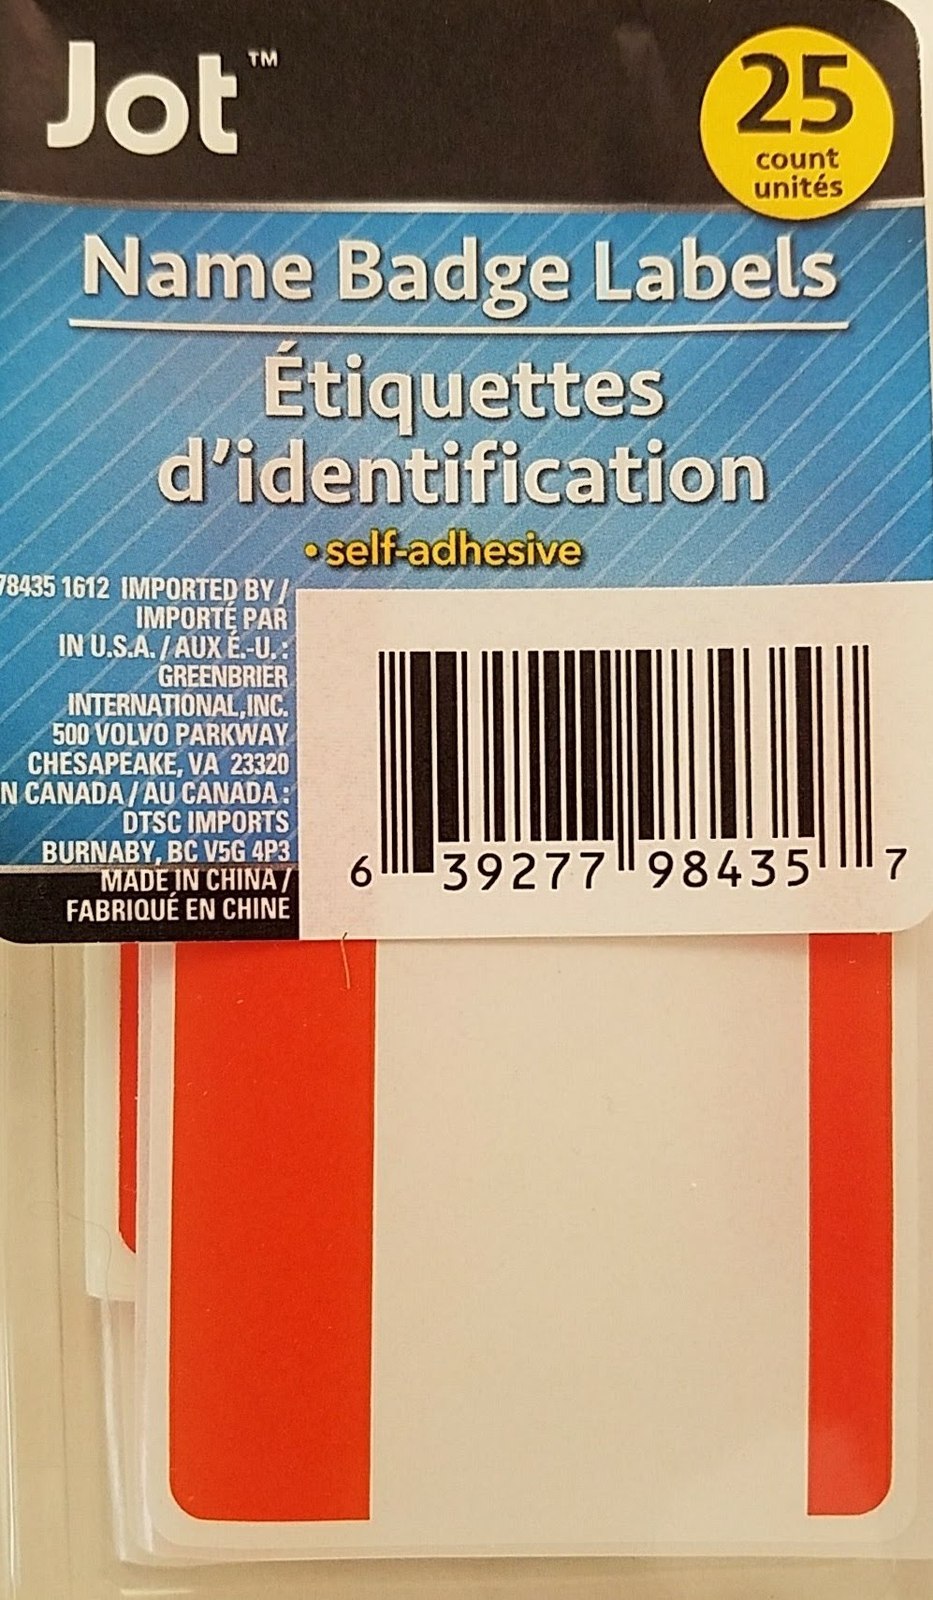 Jot™
25
count
unités
Name Badge Labels
Étiquettes
d'identification
• self-adhesive
78435 1612 IMPORTED BY /
IMPORTÉ PAR
IN U.S.A. / AUX É.-U. :
GREENBRIER
INTERNATIONAL, INC.
500 VOLVO PARKWAY
CHESAPEAKE, VA 23320
N CANADA / AU CANADA :
DTSC IMPORTS
BURNABY, BC V5G 4P3
MADE IN CHINA /
FABRIQUÉ EN CHINE
6 39277 98435 7